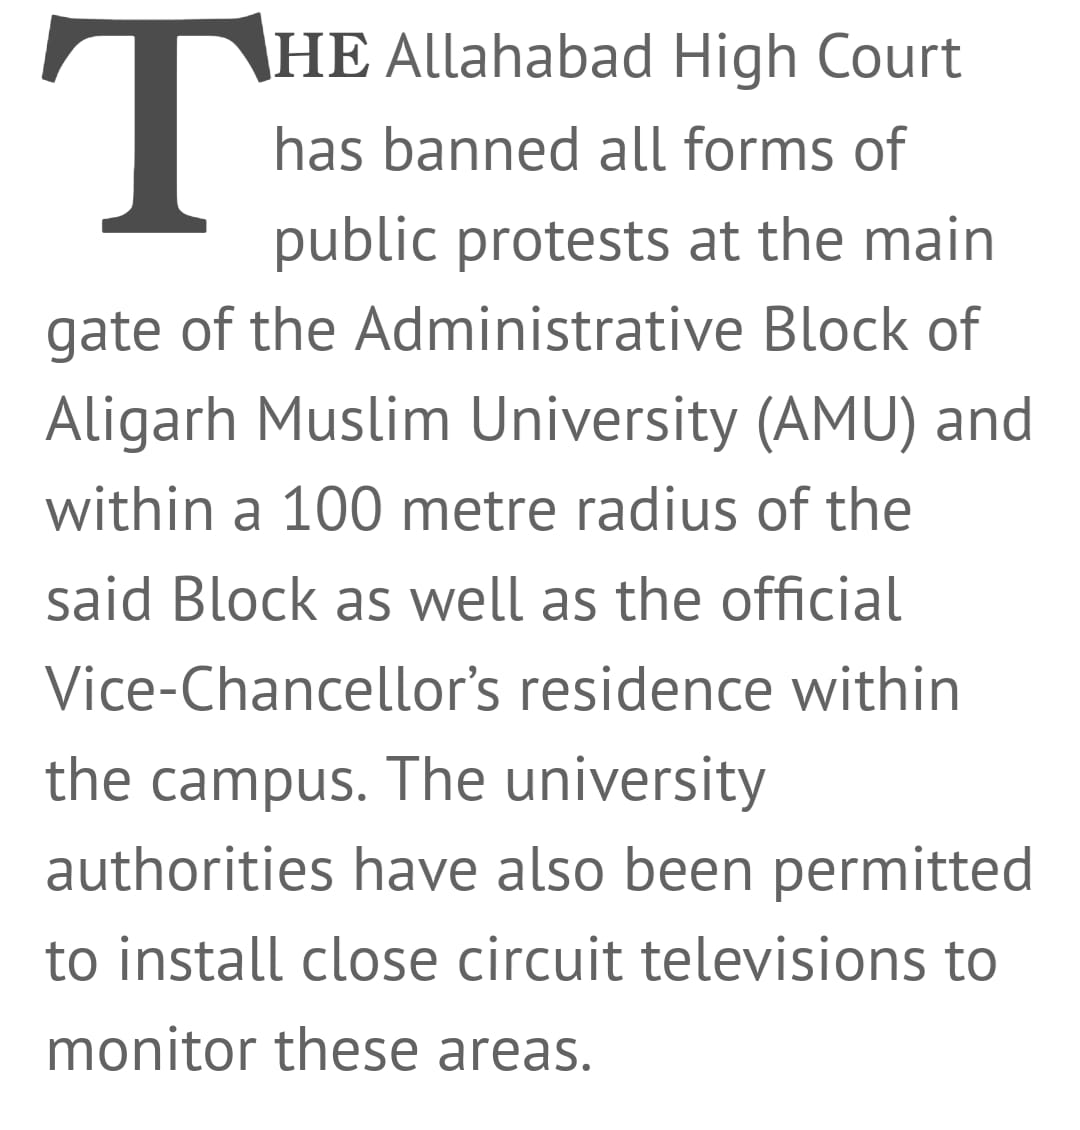 THE Allahabad High Court
has banned all forms of
public protests at the main
gate of the Administrative Block of
Aligarh Muslim University (AMU) and
within a 100 metre radius of the
said Block as well as the official
Vice-Chancellor’s residence within
the campus. The university
authorities have also been permitted
to install close circuit televisions to
monitor these areas.